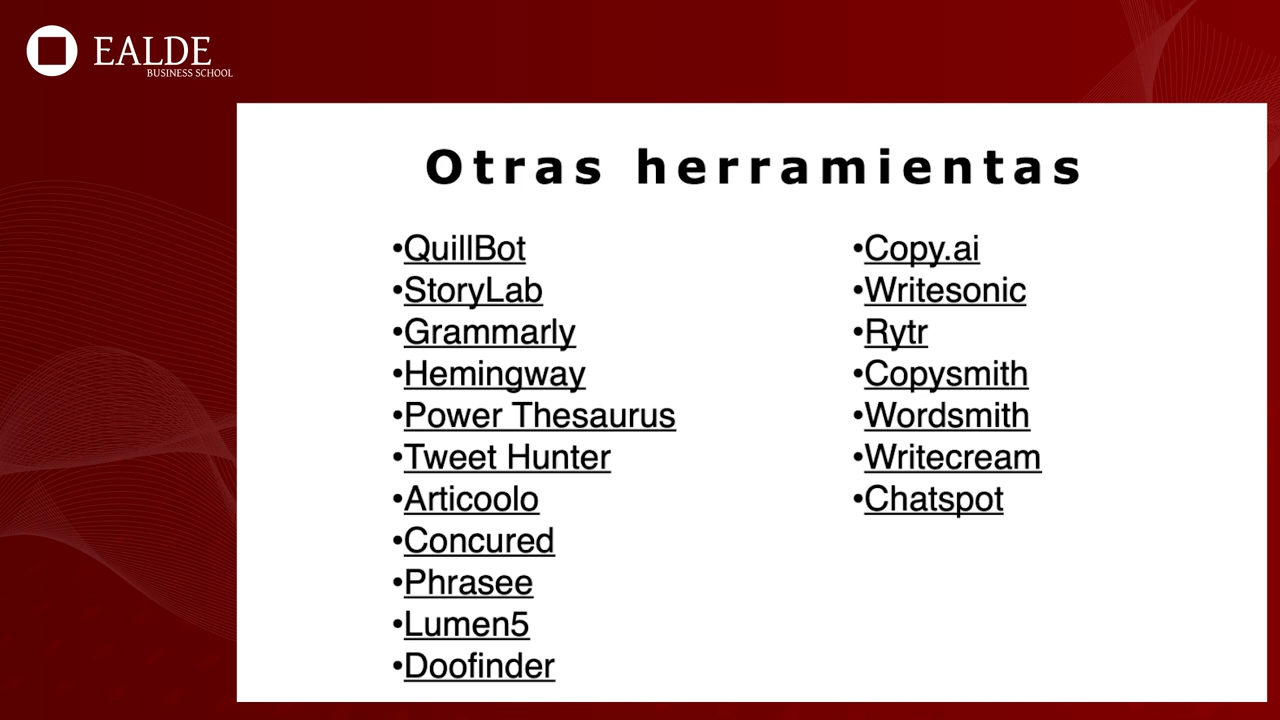 EALDE
BUSINESS SCHOOL
Otras herramientas
•QuillBot
•StoryLab
•Grammarly
•Hemingway
•Power Thesaurus
•Tweet Hunter
•Articoolo
•Concured
•Phrasee
•Lumen5
•Doofinder
•Copy.ai
•Writesonic
•Rytr
•Copysmith
•Wordsmith
•Writecream
•Chatspot